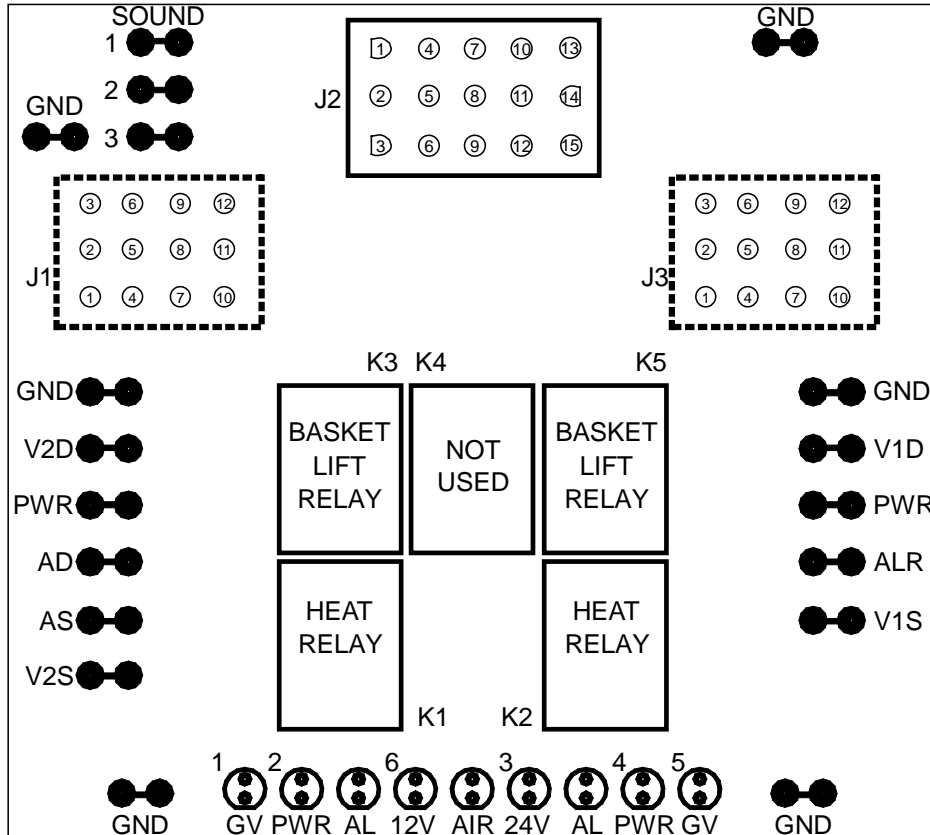 SOUND
1
2
3
GND
GND
J2
1 4 7 10 13
2 5 8 11 14
3 6 9 12 15
J1
3 6 9 12
2 5 8 11
1 4 7 10
J3
3 6 9 12
2 5 8 11
1 4 7 10
GND
V2D
PWR
AD
AS
V2S
K3 K4 K5
BASKET
LIFT
RELAY
NOT
USED
BASKET
LIFT
RELAY
HEAT
RELAY
HEAT
RELAY
K1 K2
GND
V1D
PWR
ALR
V1S
1 2 6 3 4 5
GND GV PWR AL 12V AIR 24V AL PWR GV GND